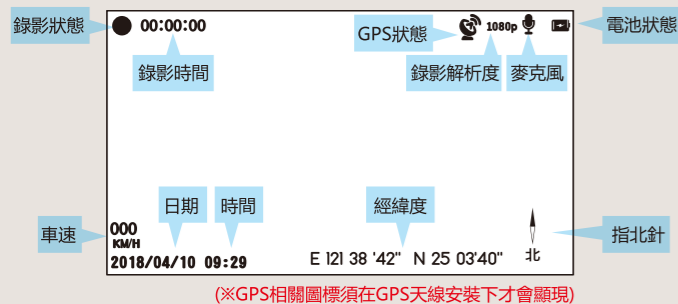 錄影狀態
00:00:00
GPS狀態
1080p
電池狀態
錄影時間
錄影解析度
麥克風
日期
時間
經緯度
000
KM/H
車速
指北針
2018/04/10 09:29
E 121 38 '42" N 25 03'40"
北
(※GPS相關圖標須在GPS天線安裝下才會顯現)